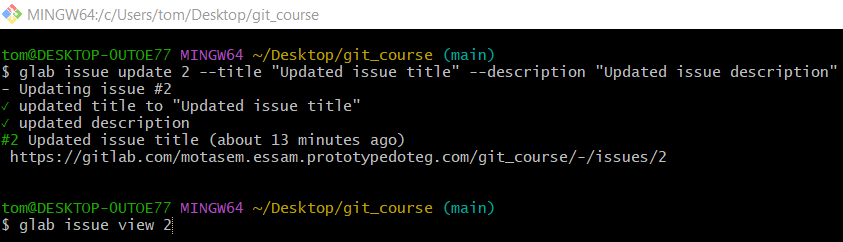 MINGW64:/c/Users/tom/Desktop/git_course
tom@DESKTOP-OUTOE77 MINGW64 ~/Desktop/git_course (main)
$ glab issue update 2 --title "Updated issue title" --description "Updated issue description"
- Updating issue #2
✓ updated title to "Updated issue title"
✓ updated description
#2 Updated issue title (about 13 minutes ago)
https://gitlab.com/motasem.essam.prototypedoteg.com/git_course/-/issues/2
tom@DESKTOP-OUTOE77 MINGW64 ~/Desktop/git_course (main)
$ glab issue view 2